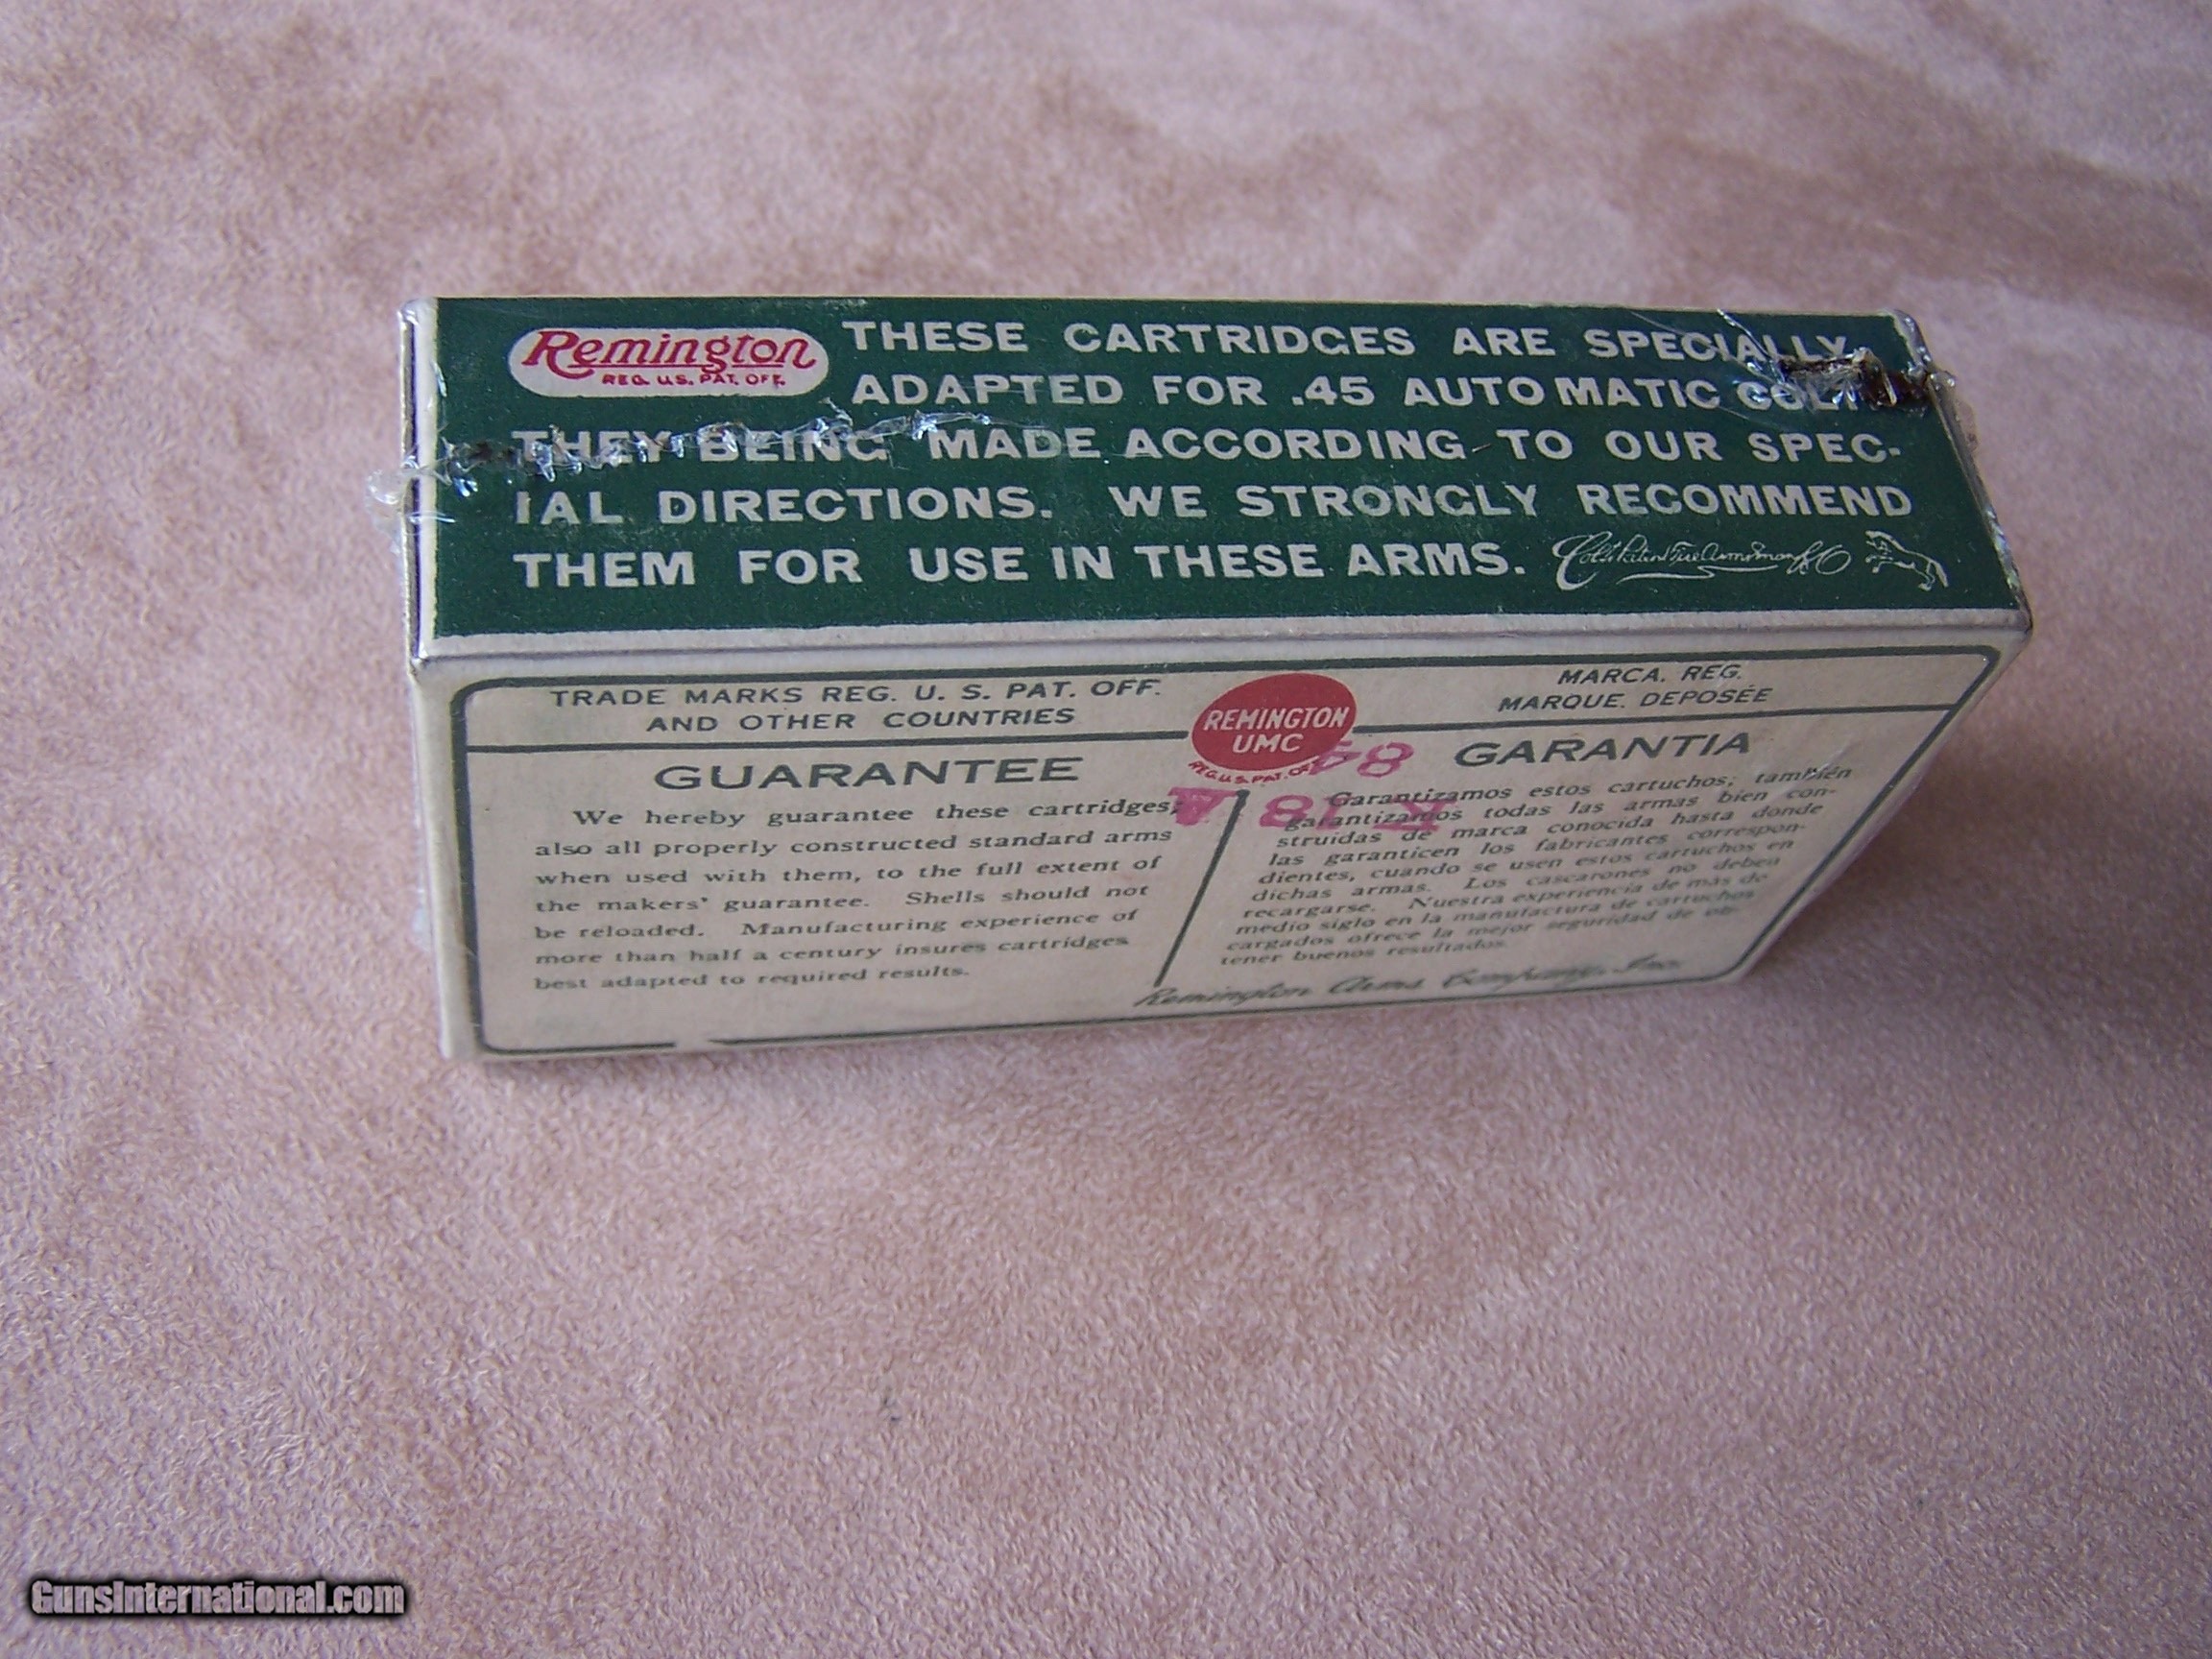 Remington
REG. U.S. PAT. OFF.
THESE CARTRIDGES ARE SPECIALLY
ADAPTED FOR .45 AUTOMATIC COLT.
THEY BEING MADE ACCORDING TO OUR SPEC-
IAL DIRECTIONS. WE STRONGLY RECOMMEND
THEM FOR USE IN THESE ARMS.
TRADE MARKS REG. U. S. PAT. OFF.
AND OTHER COUNTRIES
REMINGTON
UMC
REG. U.S. PAT. OFF.
MARCA. REG.
MARQUE. DEPOSÉE
GUARANTEE
We hereby guarantee these cartridges;
also all properly constructed standard arms
when used with them, to the full extent of
the makers' guarantee. Shells should not
be reloaded. Manufacturing experience of
more than half a century insures cartridges
best adapted to required results.
GARANTIA
Garantizamos estos cartuchos; también
garantizamos todas las armas bien con-
struidas de marca conocida hasta donde
las garanticen los fabricantes correspon-
dientes, cuando se usen estos cartuchos en
dichas armas. Los cascarones no deben
recargarse. Nuestra experiencia de más de
medio siglo en la manufactura de cartuchos
cargados ofrece la mejor seguridad de ob-
tener buenos resultados.
Remington Arms Company, Inc.
GunsInternational.com